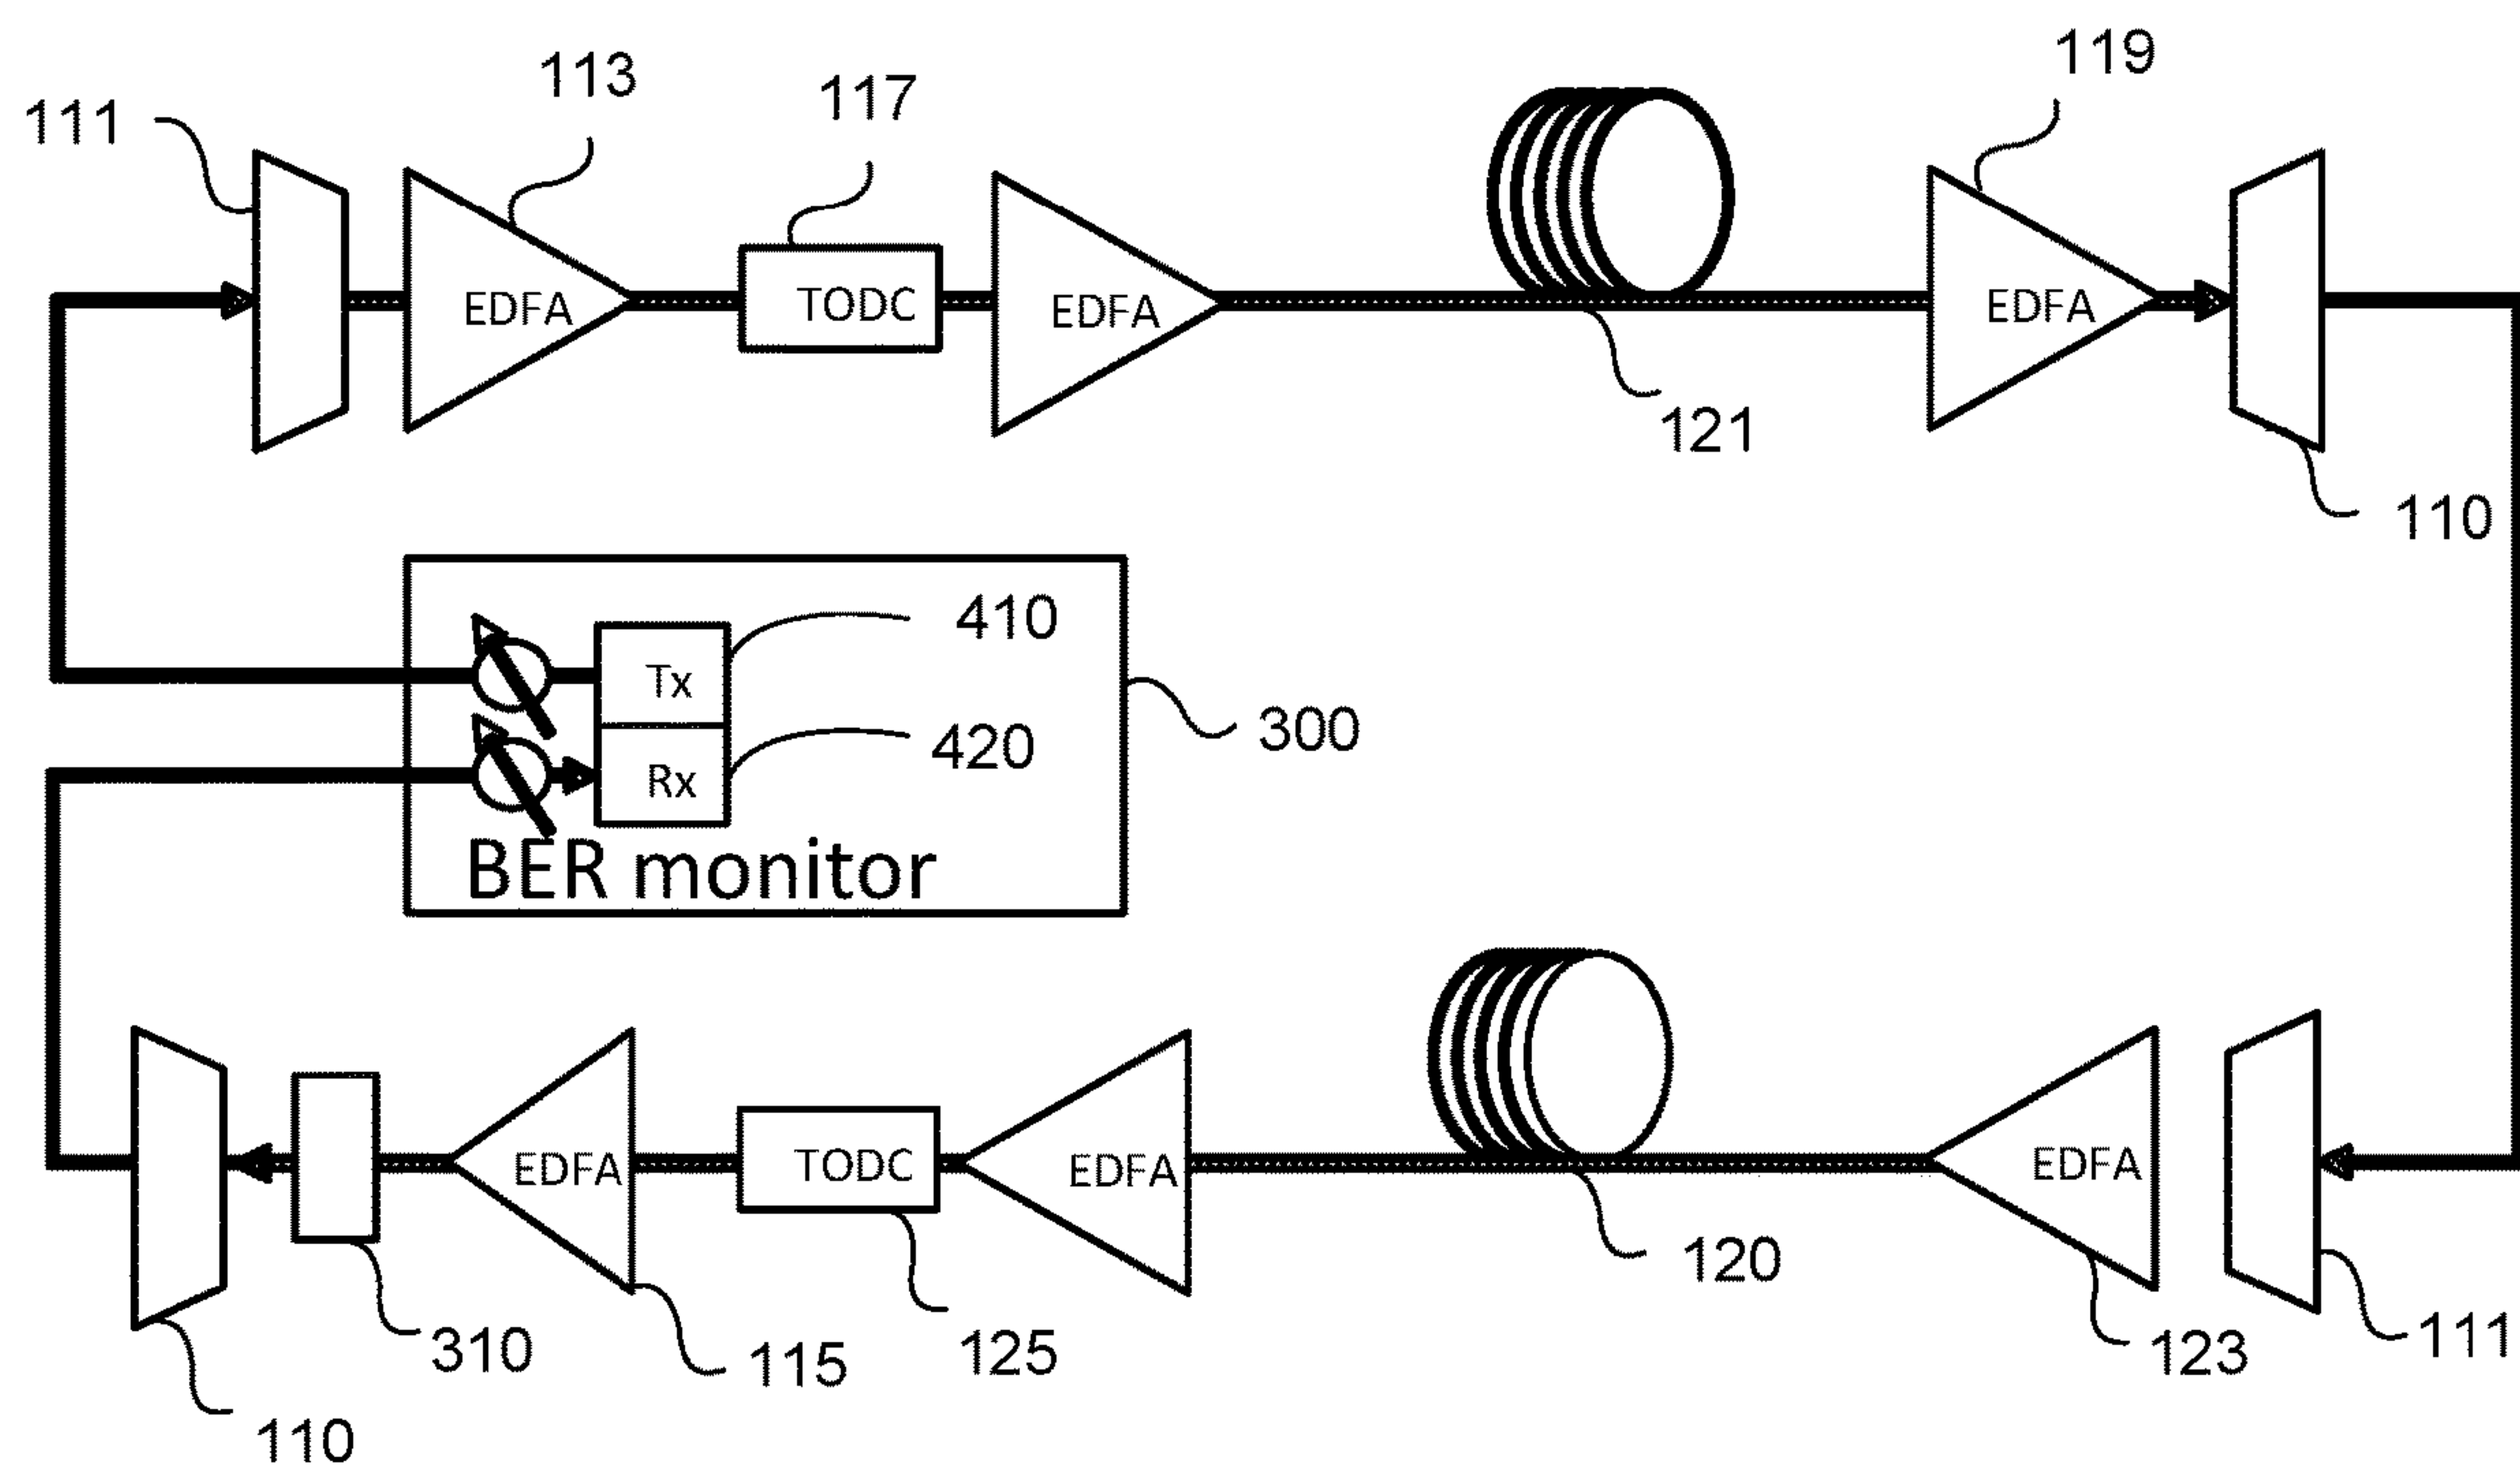 119
113
117
111
EDFA
TODC
EDFA
EDFA
121
110
410
Tx
300
420
Rx
BER monitor
EDFA
TODC
EDFA
EDFA
120
310
115
125
123
111
110